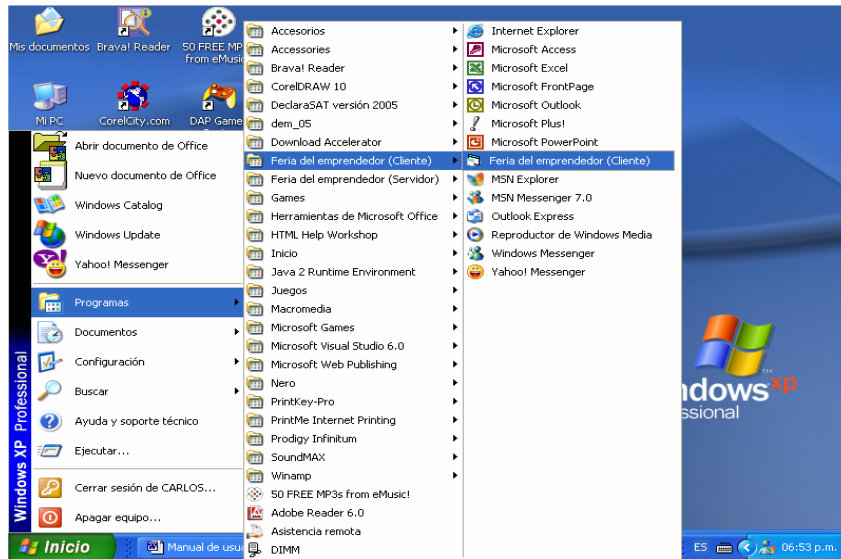 Mis documentos
Brava! Reader
50 FREE MP
from eMusic
Mi PC
CorelCity.com
DAP Game
Abrir documento de Office
Nuevo documento de Office
Windows Catalog
Windows Update
Yahoo! Messenger
Programas
Documentos
Configuración
Buscar
Ayuda y soporte técnico
Ejecutar...
Cerrar sesión de CARLOS...
Apagar equipo...
Windows XP Professional
Accesorios
Accessories
Brava! Reader
CorelDRAW 10
DeclaraSAT versión 2005
dem_05
Download Accelerator
Feria del emprendedor (Cliente)
Feria del emprendedor (Servidor)
Games
Herramientas de Microsoft Office
HTML Help Workshop
Inicio
Java 2 Runtime Environment
Juegos
Macromedia
Microsoft Games
Microsoft Visual Studio 6.0
Microsoft Web Publishing
Nero
PrintKey-Pro
PrintMe Internet Printing
Prodigy Infinitum
SoundMAX
Winamp
50 FREE MP3s from eMusic!
Adobe Reader 6.0
Asistencia remota
DIMM
Internet Explorer
Microsoft Access
Microsoft Excel
Microsoft FrontPage
Microsoft Outlook
Microsoft Plus!
Microsoft PowerPoint
Feria del emprendedor (Cliente)
MSN Explorer
MSN Messenger 7.0
Outlook Express
Reproductor de Windows Media
Windows Messenger
Yahoo! Messenger
ndows xp
ssional
TM
Inicio
Manual de usua
ES
06:53 p.m.